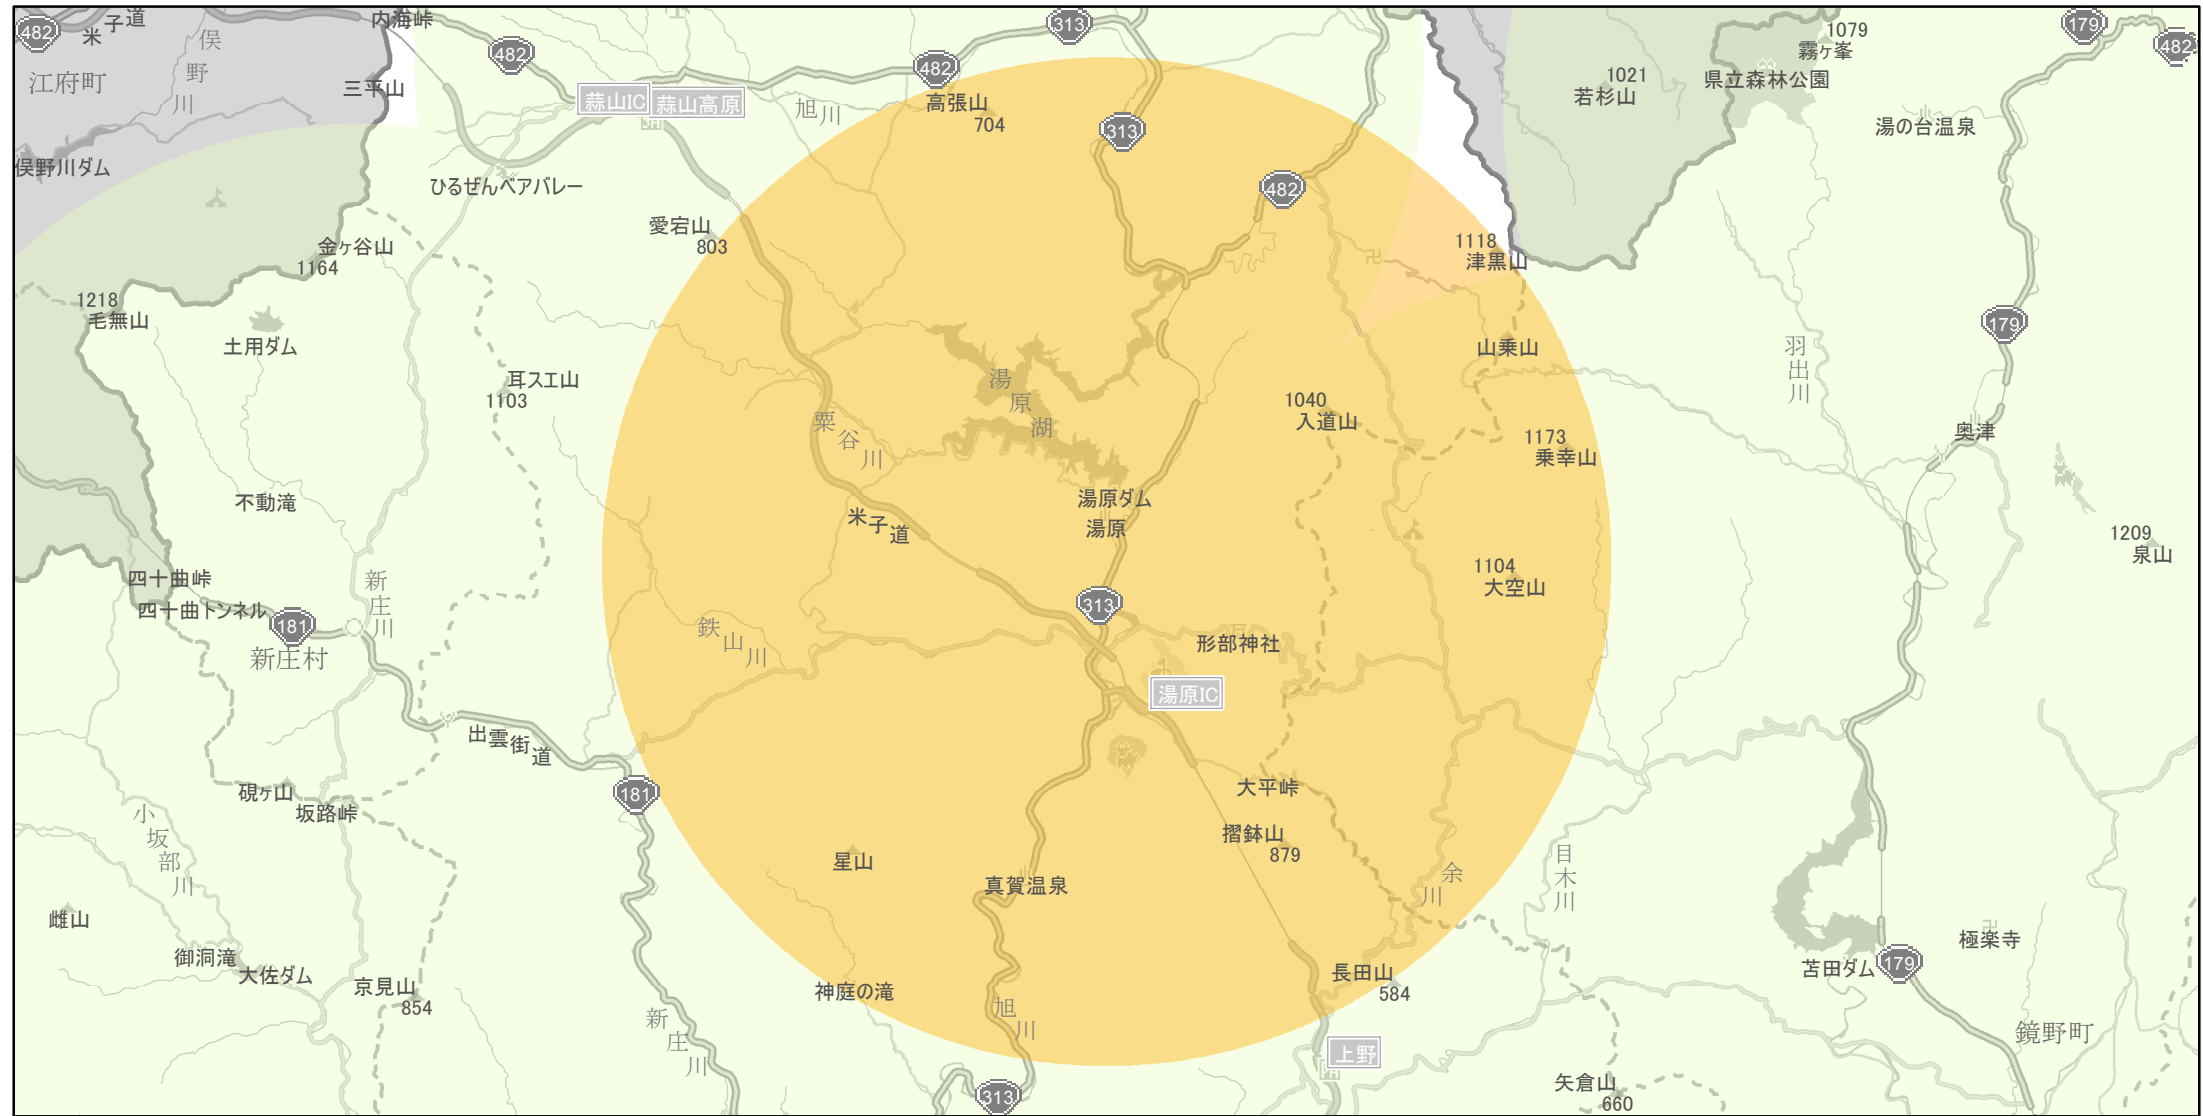 482
米子道
内海峠
俣野川
江府町
三平山
俣野川ダム
482
蒜山IC
蒜山高原
旭川
482
高張山
704
313
313
482
1021
若杉山
1079
霧ヶ峯
県立森林公園
179
482
湯の台温泉
ひるぜんベアバレー
愛宕山
803
金ヶ谷山
1164
1218
毛無山
土用ダム
耳スエ山
1103
1118
津黒山
山乗山
羽出川
179
湯原湖
粟谷川
1040
入道山
1173
乗幸山
奥津
不動滝
米子道
湯原ダム
湯原
1209
泉山
四十曲峠
四十曲トンネル
181
新庄川
新庄村
313
1104
大空山
鉄山川
形部神社
湯原IC
出雲街道
181
硯ヶ山
坂路峠
大平峠
摺鉢山
879
小坂部川
星山
真賀温泉
余川
目木川
雌山
御洞滝
大佐ダム
京見山
854
神庭の滝
旭川
新庄川
長田山
584
極楽寺
苫田ダム
179
上野
鏡野町
313
矢倉山
660